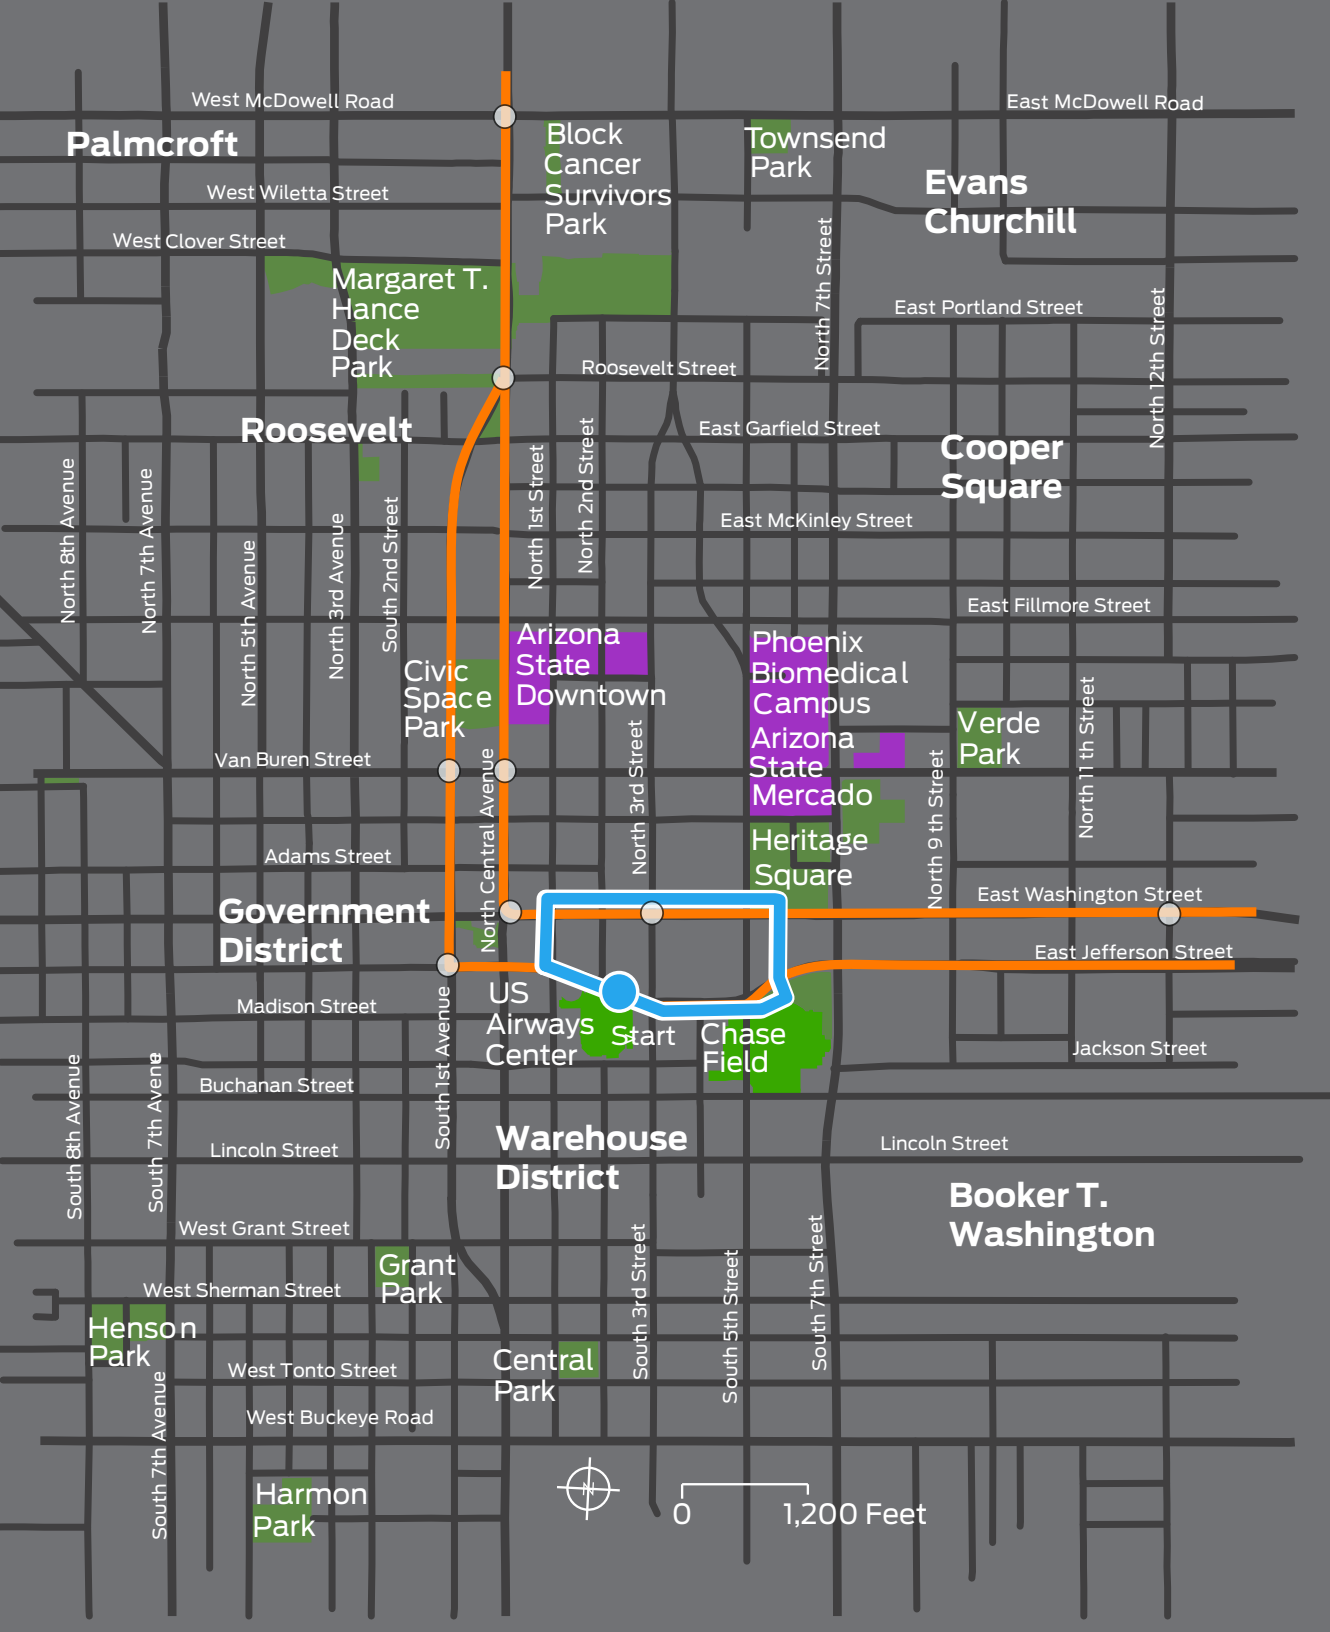 West McDowell Road
East McDowell Road
Palmcroft
Block
Cancer
Survivors
Park
Townsend
Park
Evans
Churchill
West Wiletta Street
West Clover Street
North 7th Street
Margaret T.
Hance
Deck
Park
East Portland Street
North 12th Street
Roosevelt Street
Roosevelt
East Garfield Street
Cooper
Square
North 8th Avenue
North 7th Avenue
North 5th Avenue
North 3rd Avenue
South 2nd Street
North 1st Street
North 2nd Street
East McKinley Street
East Fillmore Street
Arizona
State
Downtown
Phoenix
Biomedical
Campus
Arizona
State
Mercado
Civic
Space
Park
Verde
Park
North 11 th Street
North 3rd Street
North 9 th Street
Van Buren Street
North Central Avenue
Heritage
Square
Adams Street
East Washington Street
Government
District
East Jefferson Street
Madison Street
US
Airways
Center
Start
Chase
Field
Jackson Street
South 1st Avenue
South 8th Avenue
South 7th Avenue
Buchanan Street
Lincoln Street
Lincoln Street
Warehouse
District
Booker T.
Washington
West Grant Street
Grant
Park
South 3rd Street
South 5th Street
South 7th Street
West Sherman Street
Henson
Park
Central
Park
West Tonto Street
South 7th Avenue
West Buckeye Road
Harmon
Park
N
0
1,200 Feet